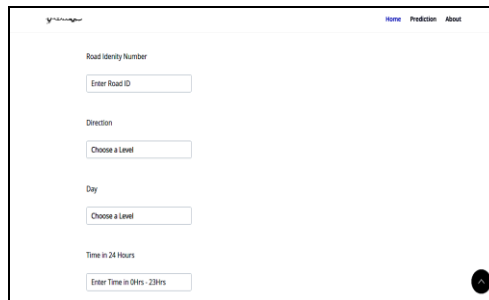 Home Prediction About
Road Idenity Number
Enter Road ID
Direction
Choose a Level
Day
Choose a Level
Time in 24 Hours
Enter Time in 0Hrs - 23Hrs